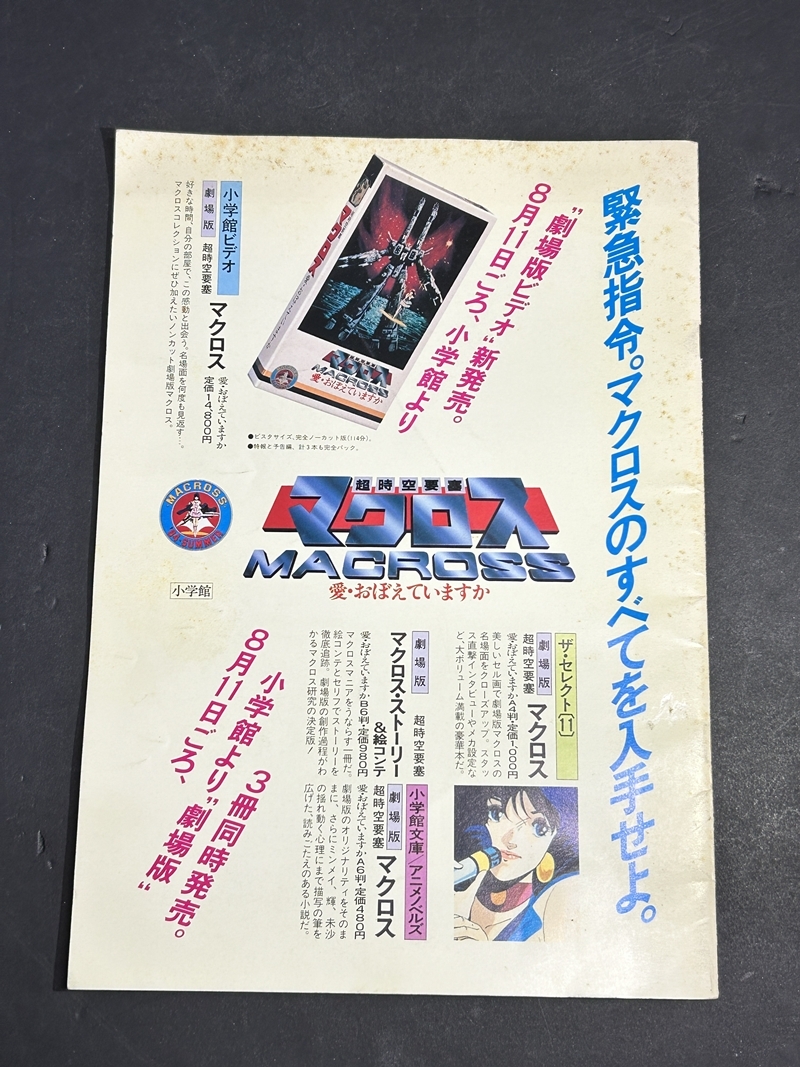 緊急指令。マクロスのすべてを入手せよ。
”劇場版ビデオ“新発売。
8月11日ごろ、小学館より
マクロス
超時空要塞
マクロス
MACROSS
愛・おぼえていますか
小学館ビデオ
劇場版 超時空要塞
マクロス
愛・おぼえていますか
定価14,800円
好きな時間、自分の部屋で、この感動と出会う。名場面を何度も見返す…。
マクロスコレクションにぜひ加えたいノンカット劇場版マクロス。
●ビスタサイズ、完全ノーカット版(114分)。
●特報と予告編、計3本も完全パック。
MACROSS
'84 SUMMER
超時空要塞
マクロス
MACROSS
愛・おぼえていますか
小学館
ザ・セレクト〔11〕
劇場版
超時空要塞 マクロス
愛・おぼえていますかA4判・定価1,000円
美しいセル画で劇場版マクロスの
名場面をクローズアップ。スタッ
フ直撃インタビューやメカ設定な
ど、大ボリューム満載の豪華本だ。
劇場版 超時空要塞
マクロス・ストーリー
&絵コンテ
愛・おぼえていますかB6判・定価980円
マクロスマニアをうならす一冊だ。
絵コンテとセリフでストーリーを
徹底追跡。劇場版の創作過程がわ
かるマクロス研究の決定版!
小学館文庫/アニメノベルズ
劇場版
超時空要塞 マクロス
愛・おぼえていますかA6判・定価480円
劇場版のオリジナリティをそのま
まに、さらにミンメイ、輝、未沙
の揺れ動く心理にまで描写の筆を
広げた、読みごたえのある小説だ。
3冊同時発売。
小学館より”劇場版“
8月11日ごろ、